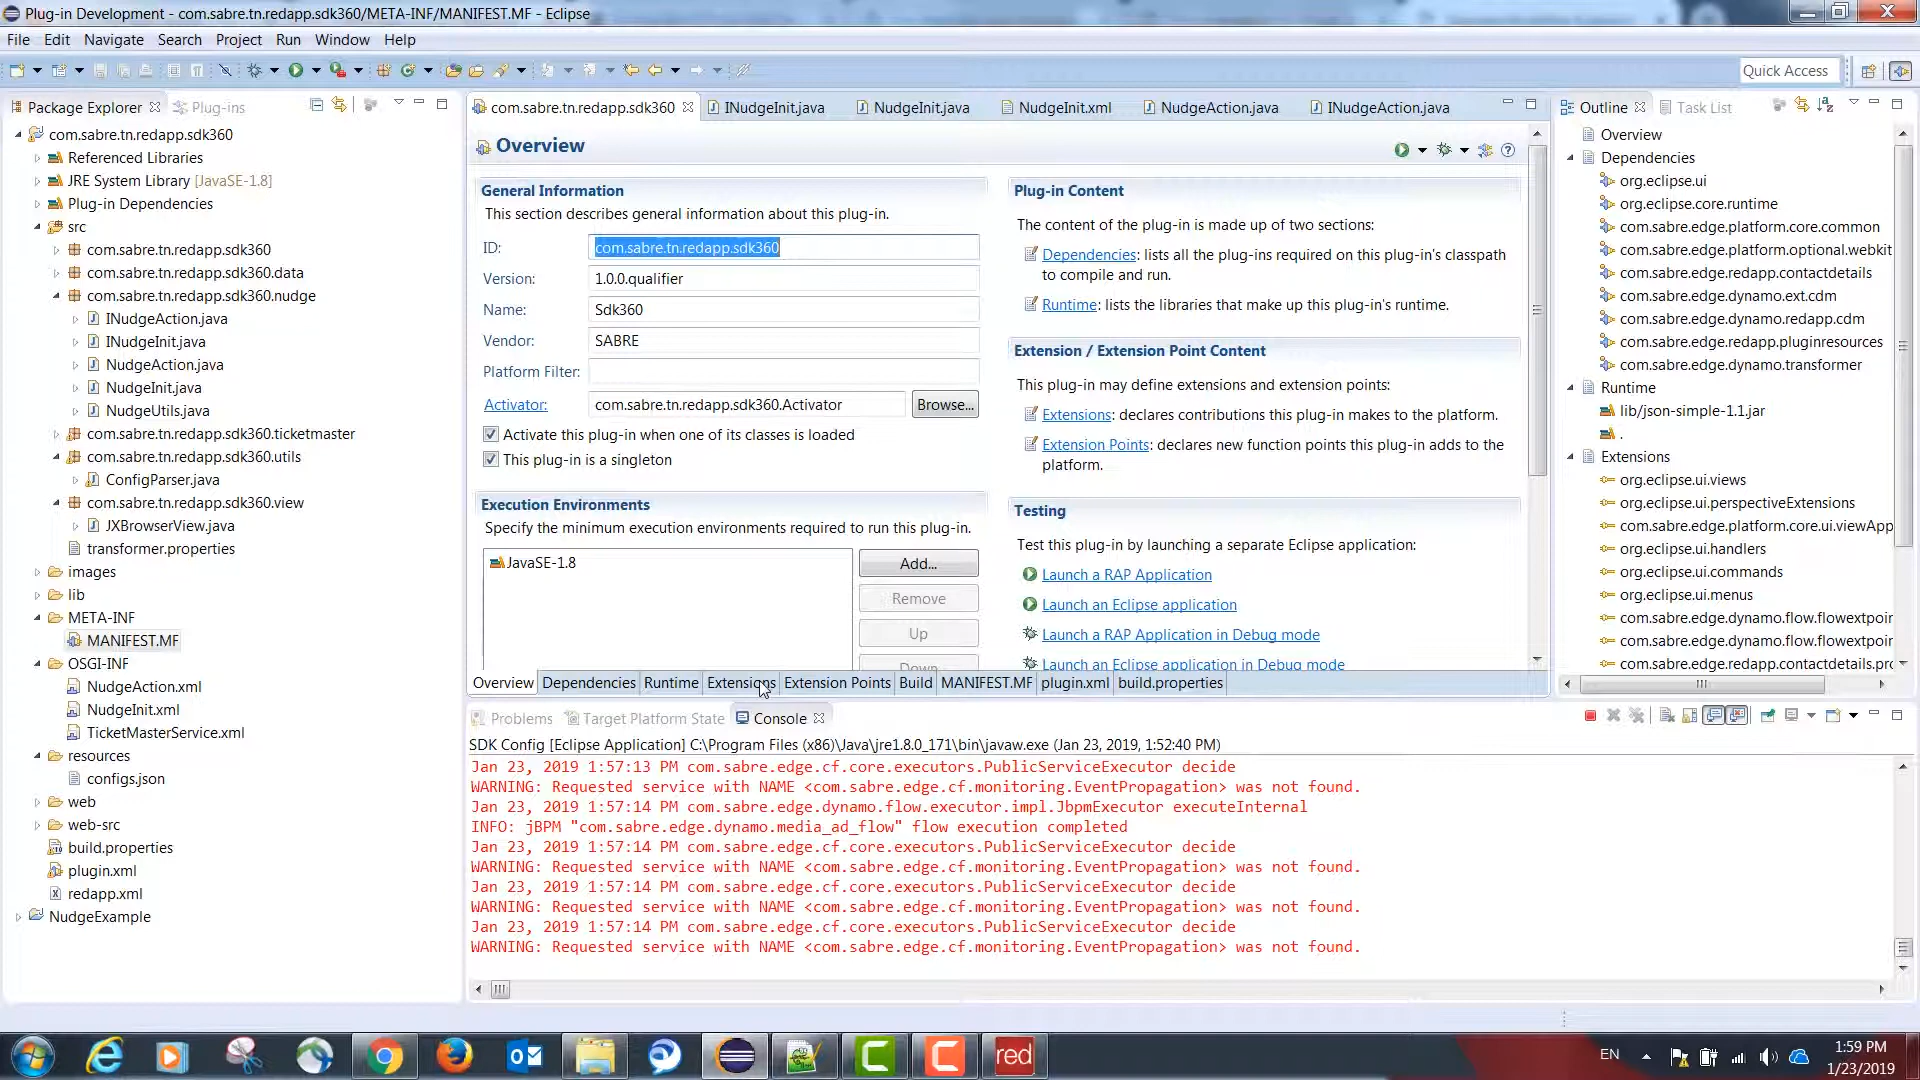 Plug-in Development - com.sabre.tn.redapp.sdk360/META-INF/MANIFEST.MF - Eclipse
File Edit Navigate Search Project Run Window Help
Quick Access
Package Explorer Plug-ins
com.sabre.tn.redapp.sdk360
Referenced Libraries
JRE System Library [JavaSE-1.8]
Plug-in Dependencies
src
com.sabre.tn.redapp.sdk360
com.sabre.tn.redapp.sdk360.data
com.sabre.tn.redapp.sdk360.nudge
INudgeAction.java
INudgeInit.java
NudgeAction.java
NudgeInit.java
NudgeUtils.java
com.sabre.tn.redapp.sdk360.ticketmaster
com.sabre.tn.redapp.sdk360.utils
ConfigParser.java
com.sabre.tn.redapp.sdk360.view
JXBrowserView.java
transformer.properties
images
lib
META-INF
MANIFEST.MF
OSGI-INF
NudgeAction.xml
NudgeInit.xml
TicketMasterService.xml
resources
configs.json
web
web-src
build.properties
plugin.xml
redapp.xml
NudgeExample
com.sabre.tn.redapp.sdk360 INudgeInit.java NudgeInit.java NudgeInit.xml NudgeAction.java INudgeAction.java
Overview
General Information
This section describes general information about this plug-in.
ID: com.sabre.tn.redapp.sdk360
Version: 1.0.0.qualifier
Name: Sdk360
Vendor: SABRE
Platform Filter:
Activator: com.sabre.tn.redapp.sdk360.Activator Browse...
Activate this plug-in when one of its classes is loaded
This plug-in is a singleton
Execution Environments
Specify the minimum execution environments required to run this plug-in.
JavaSE-1.8
Add...
Remove
Up
Down
Plug-in Content
The content of the plug-in is made up of two sections:
Dependencies: lists all the plug-ins required on this plug-in's classpath
to compile and run.
Runtime: lists the libraries that make up this plug-in's runtime.
Extension / Extension Point Content
This plug-in may define extensions and extension points:
Extensions: declares contributions this plug-in makes to the platform.
Extension Points: declares new function points this plug-in adds to the
platform.
Testing
Test this plug-in by launching a separate Eclipse application:
Launch a RAP Application
Launch an Eclipse application
Launch a RAP Application in Debug mode
Launch an Eclipse application in Debug mode
Overview Dependencies Runtime Extensions Extension Points Build MANIFEST.MF plugin.xml build.properties
Outline Task List
Overview
Dependencies
org.eclipse.ui
org.eclipse.core.runtime
com.sabre.edge.platform.core.common
com.sabre.edge.platform.optional.webkit
com.sabre.edge.redapp.contactdetails
com.sabre.edge.dynamo.ext.cdm
com.sabre.edge.dynamo.redapp.cdm
com.sabre.edge.redapp.pluginresources
com.sabre.edge.dynamo.transformer
Runtime
lib/json-simple-1.1.jar
.
Extensions
org.eclipse.ui.views
org.eclipse.ui.perspectiveExtensions
com.sabre.edge.platform.core.ui.viewApp
org.eclipse.ui.handlers
org.eclipse.ui.commands
org.eclipse.ui.menus
com.sabre.edge.dynamo.flow.flowextpoir
com.sabre.edge.dynamo.flow.flowextpoir
com.sabre.edge.redapp.contactdetails.prc
Problems Target Platform State Console
SDK Config [Eclipse Application] C:\Program Files (x86)\Java\jre1.8.0_171\bin\javaw.exe (Jan 23, 2019, 1:52:40 PM)
Jan 23, 2019 1:57:13 PM com.sabre.edge.cf.core.executors.PublicServiceExecutor decide
WARNING: Requested service with NAME <com.sabre.edge.cf.monitoring.EventPropagation> was not found.
Jan 23, 2019 1:57:14 PM com.sabre.edge.dynamo.flow.executor.impl.JbpmExecutor executeInternal
INFO: jBPM "com.sabre.edge.dynamo.media_ad_flow" flow execution completed
Jan 23, 2019 1:57:14 PM com.sabre.edge.cf.core.executors.PublicServiceExecutor decide
WARNING: Requested service with NAME <com.sabre.edge.cf.monitoring.EventPropagation> was not found.
Jan 23, 2019 1:57:14 PM com.sabre.edge.cf.core.executors.PublicServiceExecutor decide
WARNING: Requested service with NAME <com.sabre.edge.cf.monitoring.EventPropagation> was not found.
Jan 23, 2019 1:57:14 PM com.sabre.edge.cf.core.executors.PublicServiceExecutor decide
WARNING: Requested service with NAME <com.sabre.edge.cf.monitoring.EventPropagation> was not found.
red
EN
1:59 PM
1/23/2019